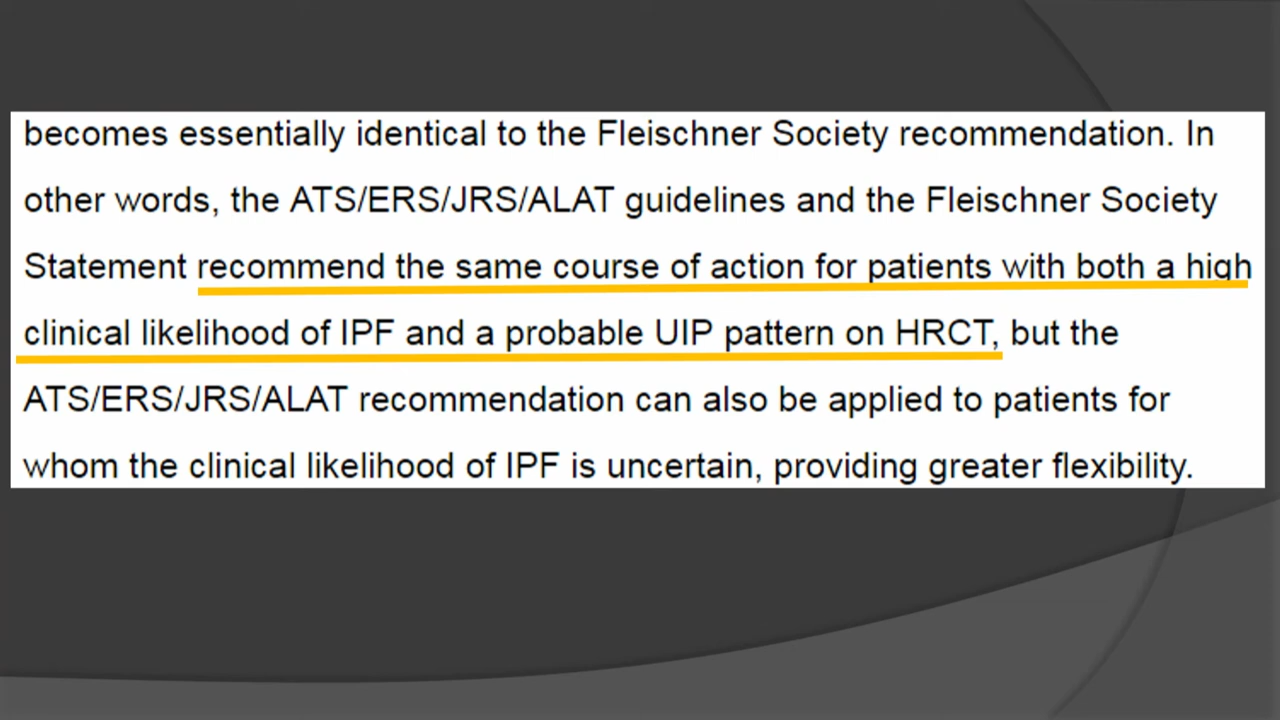 becomes essentially identical to the Fleischner Society recommendation. In
other words, the ATS/ERS/JRS/ALAT guidelines and the Fleischner Society
Statement recommend the same course of action for patients with both a high
clinical likelihood of IPF and a probable UIP pattern on HRCT, but the
ATS/ERS/JRS/ALAT recommendation can also be applied to patients for
whom the clinical likelihood of IPF is uncertain, providing greater flexibility.